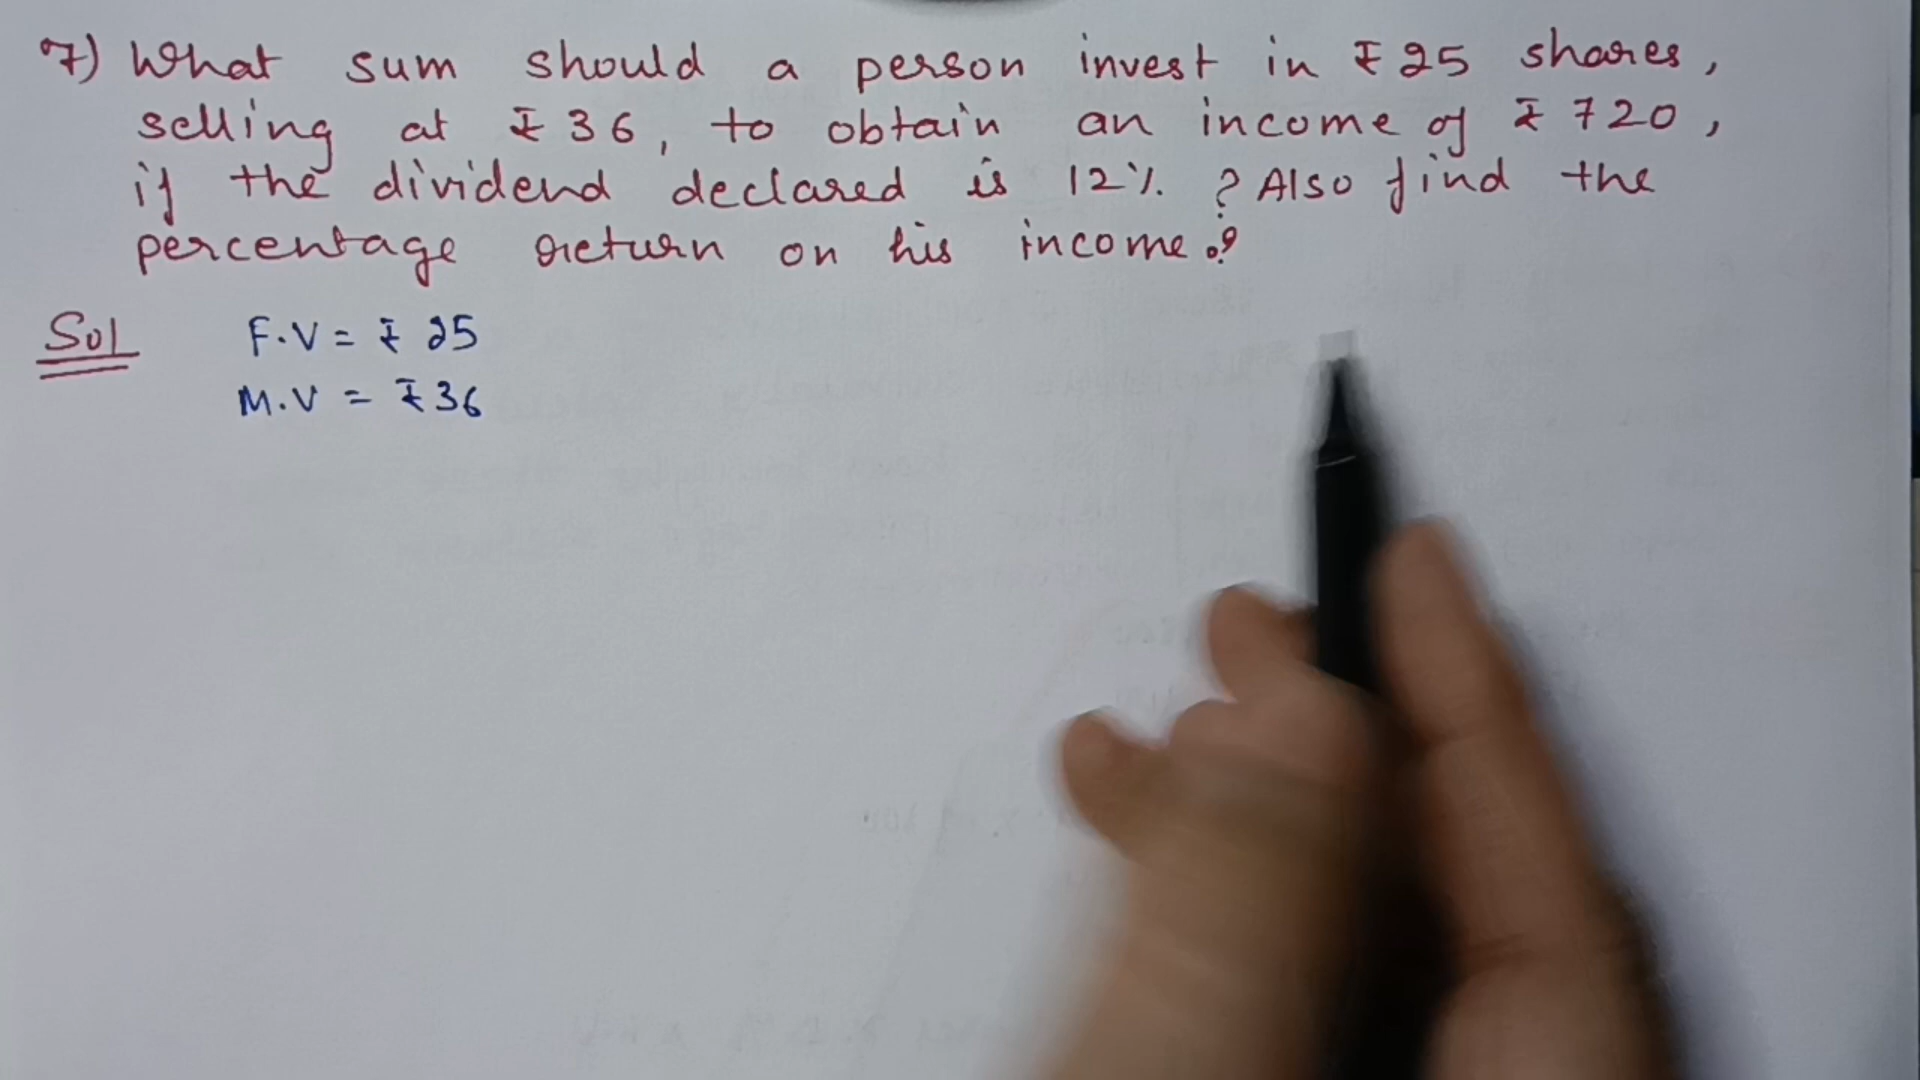 7) What sum should a person invest in ₹25 shares,
selling at ₹36, to obtain an income of ₹720,
if the dividend declared is 12% ? Also find the
percentage return on his income.?
Sol F.V = ₹25
M.V = ₹36